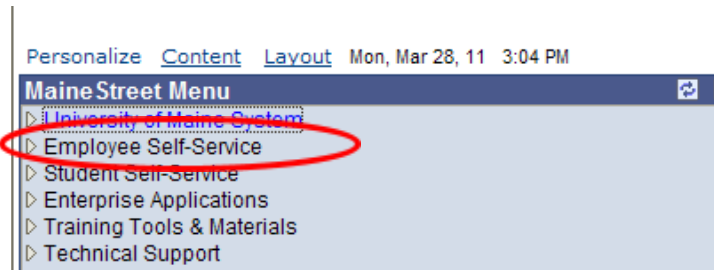 Personalize Content Layout Mon, Mar 28, 11 3:04 PM
MaineStreet Menu
University of Maine System
Employee Self-Service
Student Self-Service
Enterprise Applications
Training Tools & Materials
Technical Support